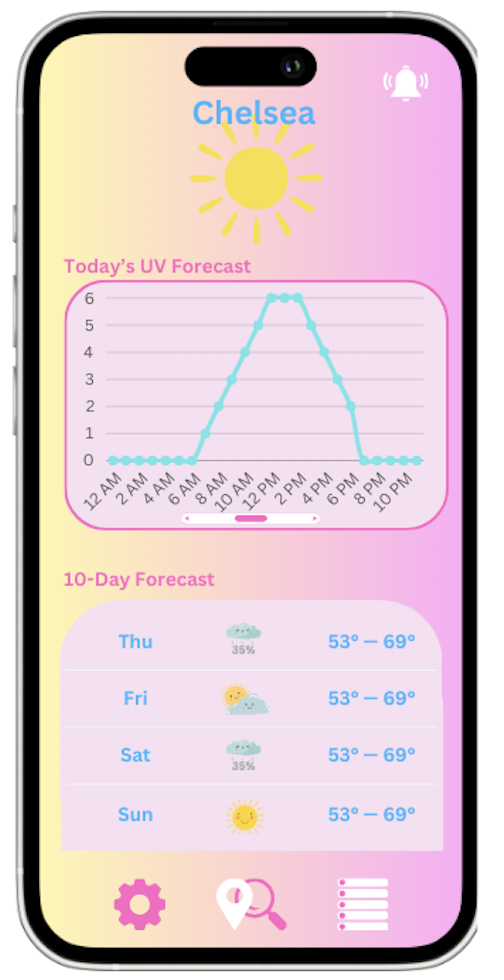 Chelsea
Today's UV Forecast
6
5
4
3
2
1
0
12 AM 2 AM 4 AM 6 AM 8 AM 10 AM 12 PM 2 PM 4 PM 6 PM 8 PM 10 PM
10-Day Forecast
Thu 35% 53° — 69°
Fri 53° — 69°
Sat 35% 53° — 69°
Sun 53° — 69°